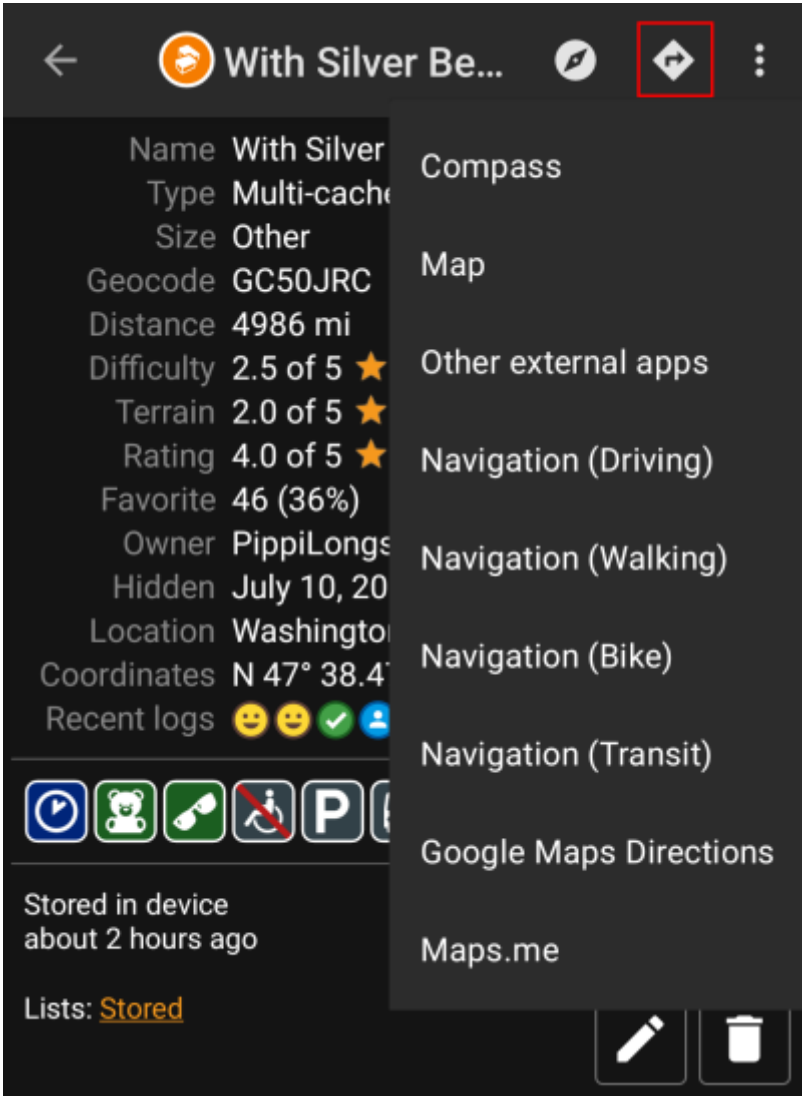 With Silver Be...
Name With Silver
Type Multi-cache
Size Other
Geocode GC50JRC
Distance 4986 mi
Difficulty 2.5 of 5
Terrain 2.0 of 5
Rating 4.0 of 5
Favorite 46 (36%)
Owner PippiLongs
Hidden July 10, 20
Location Washington
Coordinates N 47° 38.4
Recent logs
P
Stored in device
about 2 hours ago
Lists: Stored
Compass
Map
Other external apps
Navigation (Driving)
Navigation (Walking)
Navigation (Bike)
Navigation (Transit)
Google Maps Directions
Maps.me